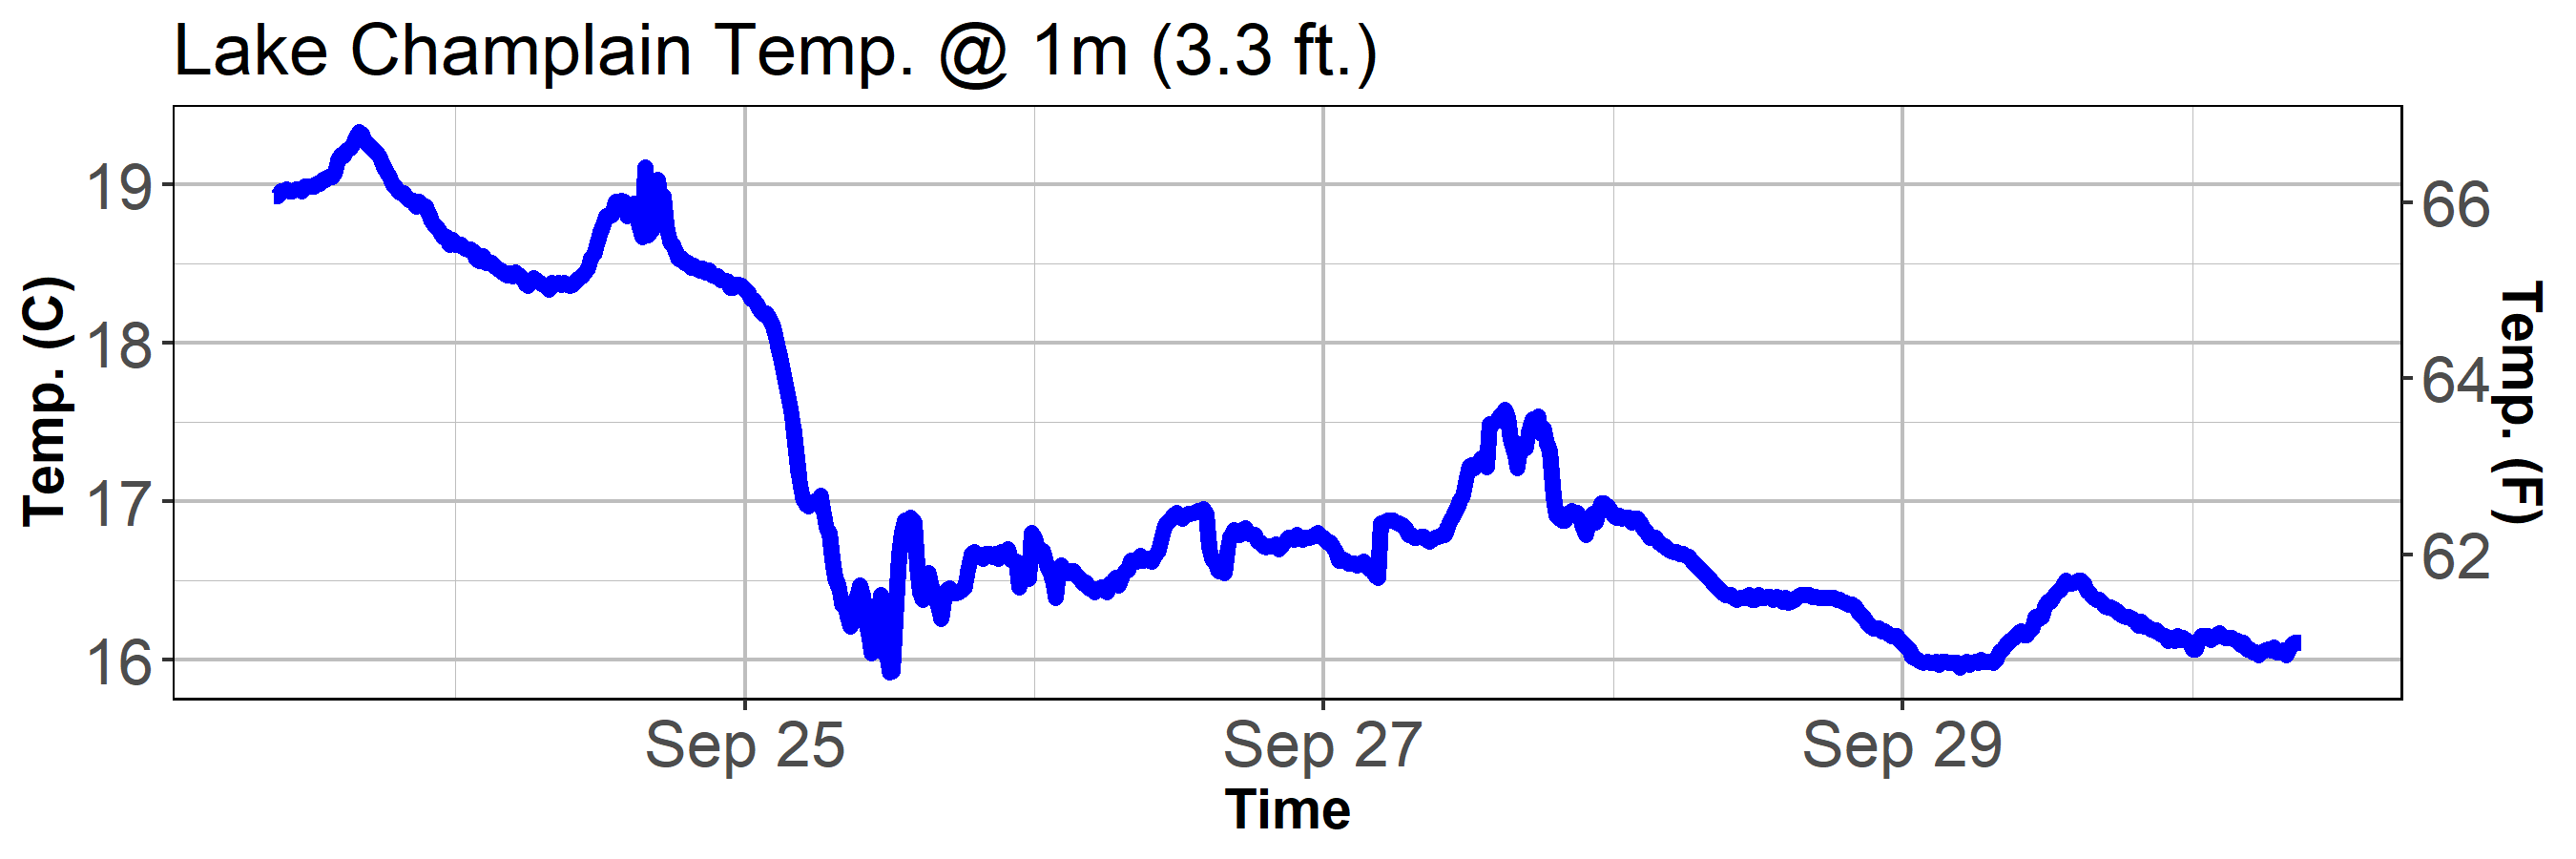 Lake Champlain Temp. @ 1m (3.3 ft.)
Temp. (C)
19
18
17
16
66
64
62
Temp. (F)
Sep 25
Sep 27
Sep 29
Time